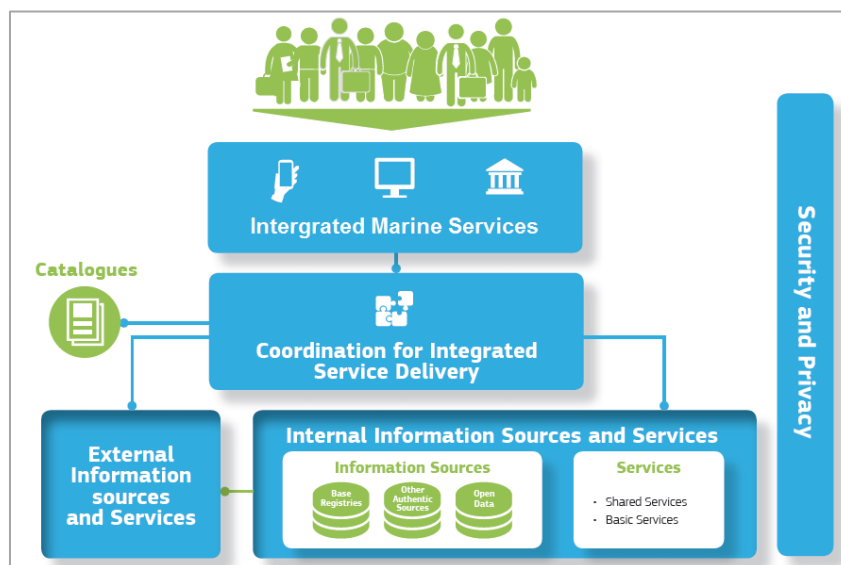 Intergrated Marine Services
Catalogues
Coordination for Integrated
Service Delivery
External
Information
sources
and Services
Internal Information Sources and Services
Information Sources
Base
Registries
Other
Authentic
Sources
Open
Data
Services
- Shared Services
- Basic Services
Security and Privacy